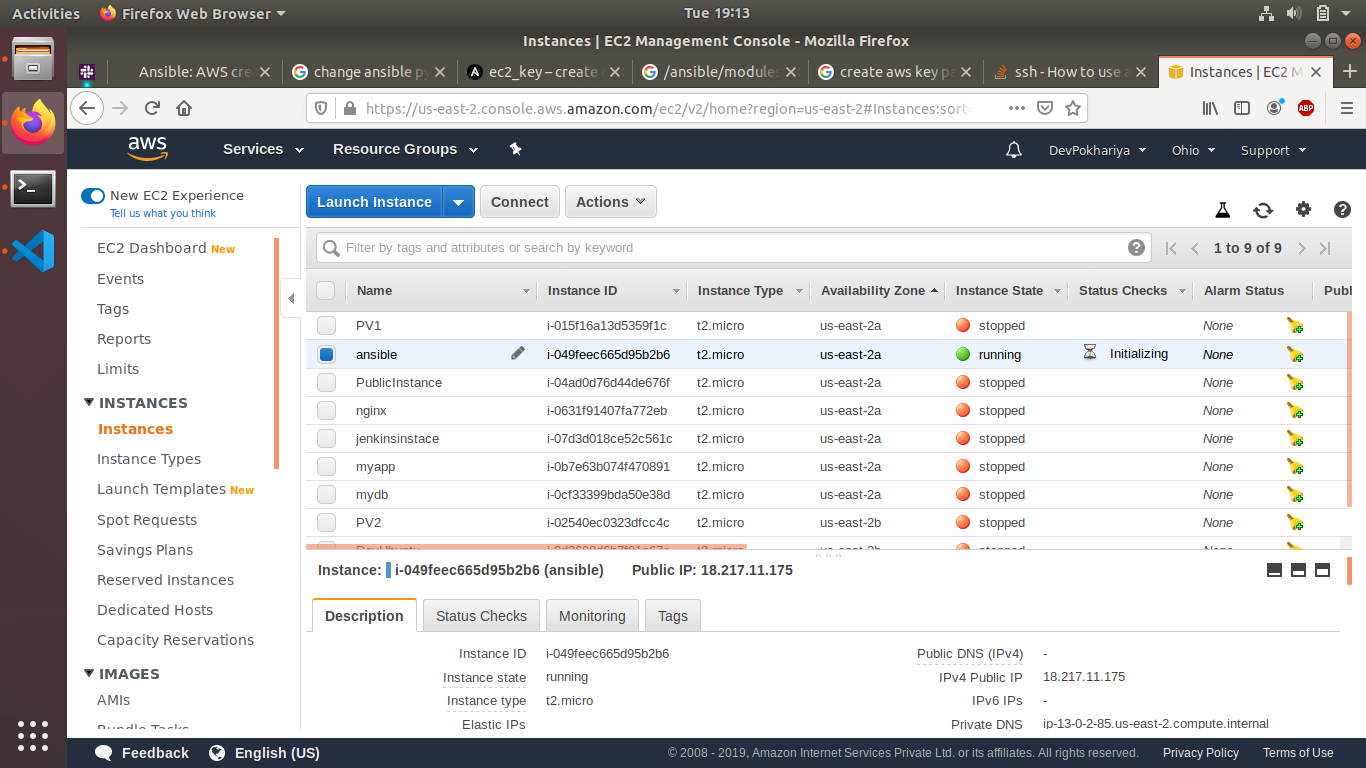 Activities Firefox Web Browser Tue 19:13
Instances | EC2 Management Console - Mozilla Firefox
Ansible: AWS cre change ansible py ec2_key – create /ansible/modules create aws key pa ssh - How to use a Instances | EC2 M
https://us-east-2.console.aws.amazon.com/ec2/v2/home?region=us-east-2#Instances:sort= ABP
aws Services Resource Groups DevPokhariya Ohio Support
New EC2 Experience
Tell us what you think
Launch Instance Connect Actions
EC2 Dashboard New
Events
Tags
Reports
Limits
INSTANCES
Instances
Instance Types
Launch Templates New
Spot Requests
Savings Plans
Reserved Instances
Dedicated Hosts
Capacity Reservations
IMAGES
AMIs
Bundle Tasks
Filter by tags and attributes or search by keyword 1 to 9 of 9
Name Instance ID Instance Type Availability Zone Instance State Status Checks Alarm Status Publ
PV1 i-015f16a13d5359f1c t2.micro us-east-2a stopped None
ansible i-049feec665d95b2b6 t2.micro us-east-2a running Initializing None
PublicInstance i-04ad0d76d44de676f t2.micro us-east-2a stopped None
nginx i-0631f91407fa772eb t2.micro us-east-2a stopped None
jenkinsinstace i-07d3d018ce52c561c t2.micro us-east-2a stopped None
myapp i-0b7e63b074f470891 t2.micro us-east-2a stopped None
mydb i-0cf33399bda50e38d t2.micro us-east-2a stopped None
PV2 i-02540ec0323dfcc4c t2.micro us-east-2b stopped None
t2.micro us-east-2b stopped None
Instance: i-049feec665d95b2b6 (ansible) Public IP: 18.217.11.175
Description Status Checks Monitoring Tags
Instance ID i-049feec665d95b2b6 Public DNS (IPv4) -
Instance state running IPv4 Public IP 18.217.11.175
Instance type t2.micro IPv6 IPs -
Elastic IPs Private DNS ip-13-0-2-85.us-east-2.compute.internal
Feedback English (US) © 2008 - 2019, Amazon Internet Services Private Ltd. or its affiliates. All rights reserved. Privacy Policy Terms of Use